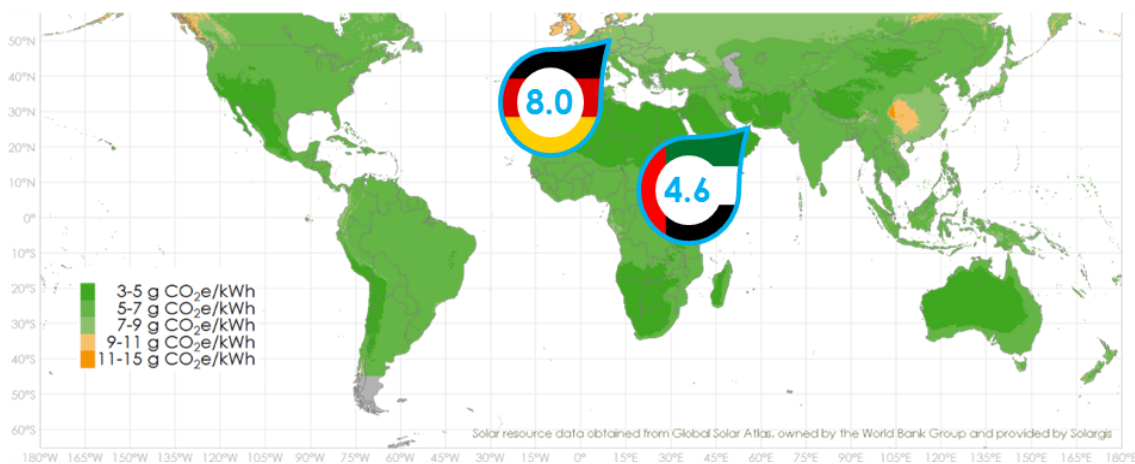 50°N
40°N
30°N
20°N
10°N
0°
10°S
20°S
30°S
40°S
50°S
60°S
8.0
4.6
3-5 g CO₂e/kWh
5-7 g CO₂e/kWh
7-9 g CO₂e/kWh
9-11 g CO₂e/kWh
11-15 g CO₂e/kWh
Solar resource data obtained from Global Solar Atlas, owned by the World Bank Group and provided by Solargis
180°W 165°W 150°W 135°W 120°W 105°W 90°W 75°W 60°W 45°W 30°W 15°W 0° 15°E 30°E 45°E 60°E 75°E 90°E 105°E 120°E 135°E 150°E 165°E 180°E